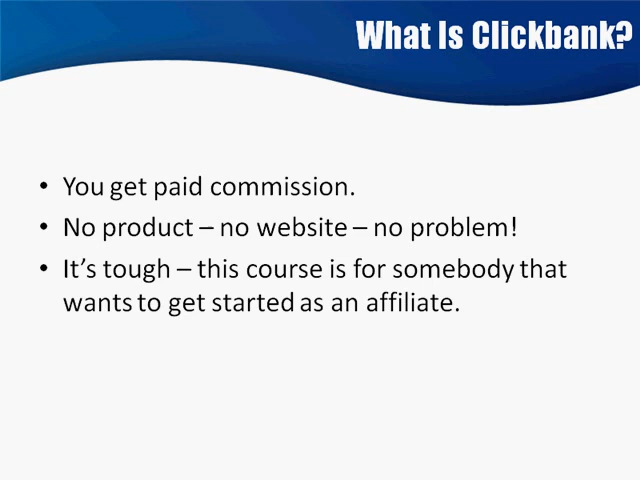 What Is Clickbank?
• You get paid commission.
• No product – no website – no problem!
• It’s tough – this course is for somebody that
wants to get started as an affiliate.